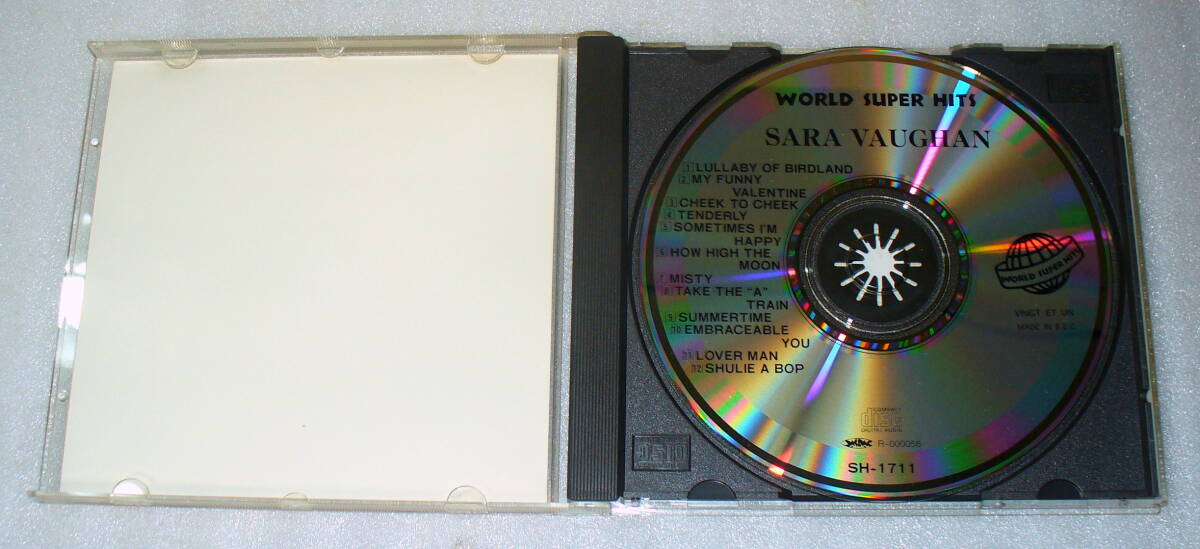 WORLD SUPER HITS
SARA VAUGHAN
1 LULLABY OF BIRDLAND
2 MY FUNNY
VALENTINE
3 CHEEK TO CHEEK
4 TENDERLY
5 SOMETIMES I'M
HAPPY
6 HOW HIGH THE
MOON
7 MISTY
8 TAKE THE "A"
TRAIN
9 SUMMERTIME
10 EMBRACEABLE
YOU
11 LOVER MAN
12 SHULIE A BOP
WORLD SUPER HITS
VINGT ET UN
MADE IN E.E.C.
COMPACT
disc
DIGITAL AUDIO
R-000056
SH-1711
DISC